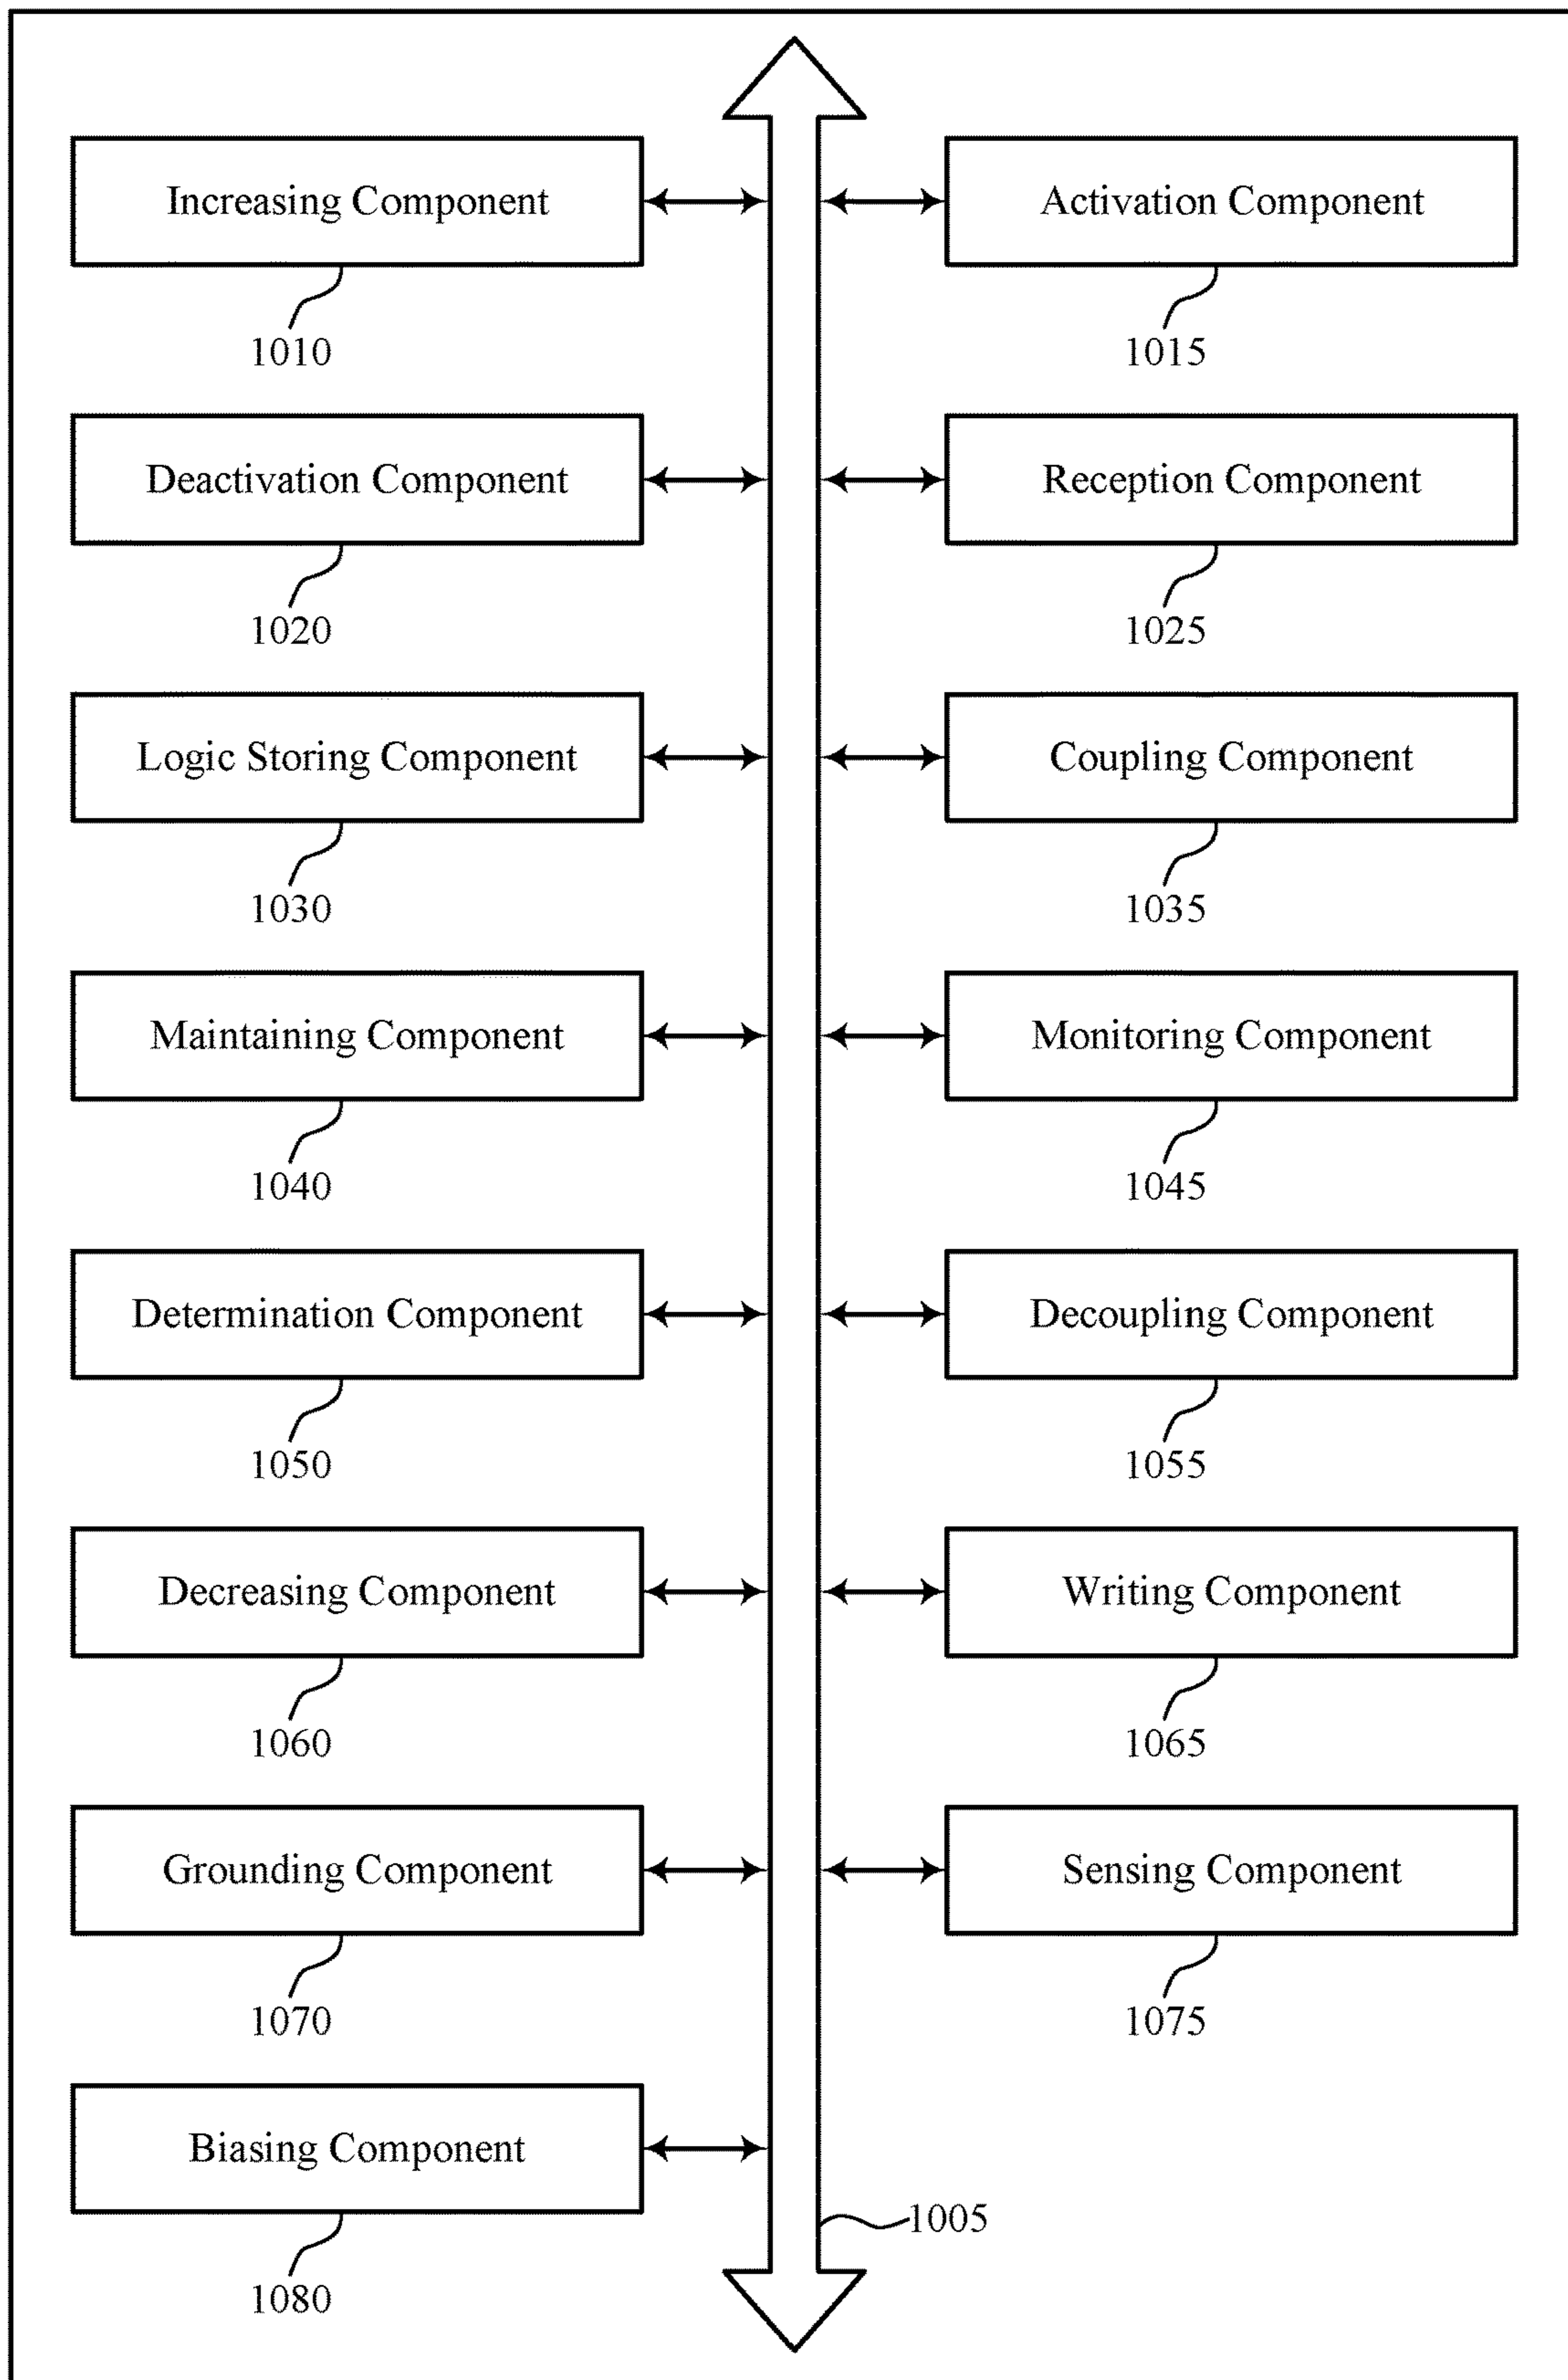 Increasing Component
Activation Component
1010
1015
Deactivation Component
Reception Component
1020
1025
Logic Storing Component
Coupling Component
1030
1035
Maintaining Component
Monitoring Component
1040
1045
Determination Component
Decoupling Component
1050
1055
Decreasing Component
Writing Component
1060
1065
Grounding Component
Sensing Component
1070
1075
Biasing Component
1005
1080